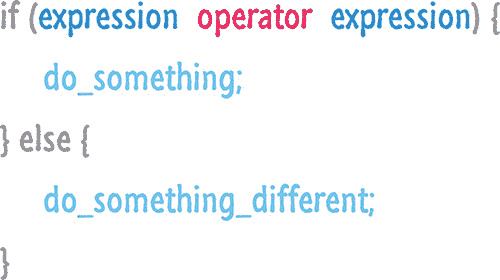 if (expression operator expression) {
do_something;
} else {
do_something_different;
}